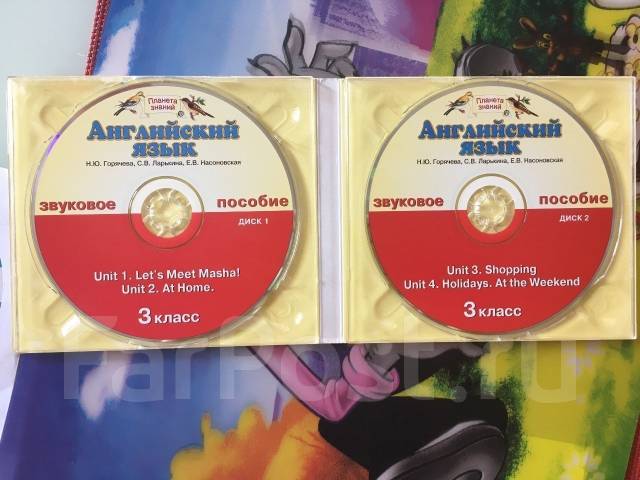 Планета
знаний
Английский
язык
Н.Ю. Горячева, С.В. Ларькина, Е.В. Насоновская
звуковое пособие
ДИСК 1
Unit 1. Let's Meet Masha!
Unit 2. At Home.
3 класс
Планета
знаний
Английский
язык
Н.Ю. Горячева, С.В. Ларькина, Е.В. Насоновская
звуковое пособие
ДИСК 2
Unit 3. Shopping
Unit 4. Holidays. At the Weekend
3 класс
FarPost.ru